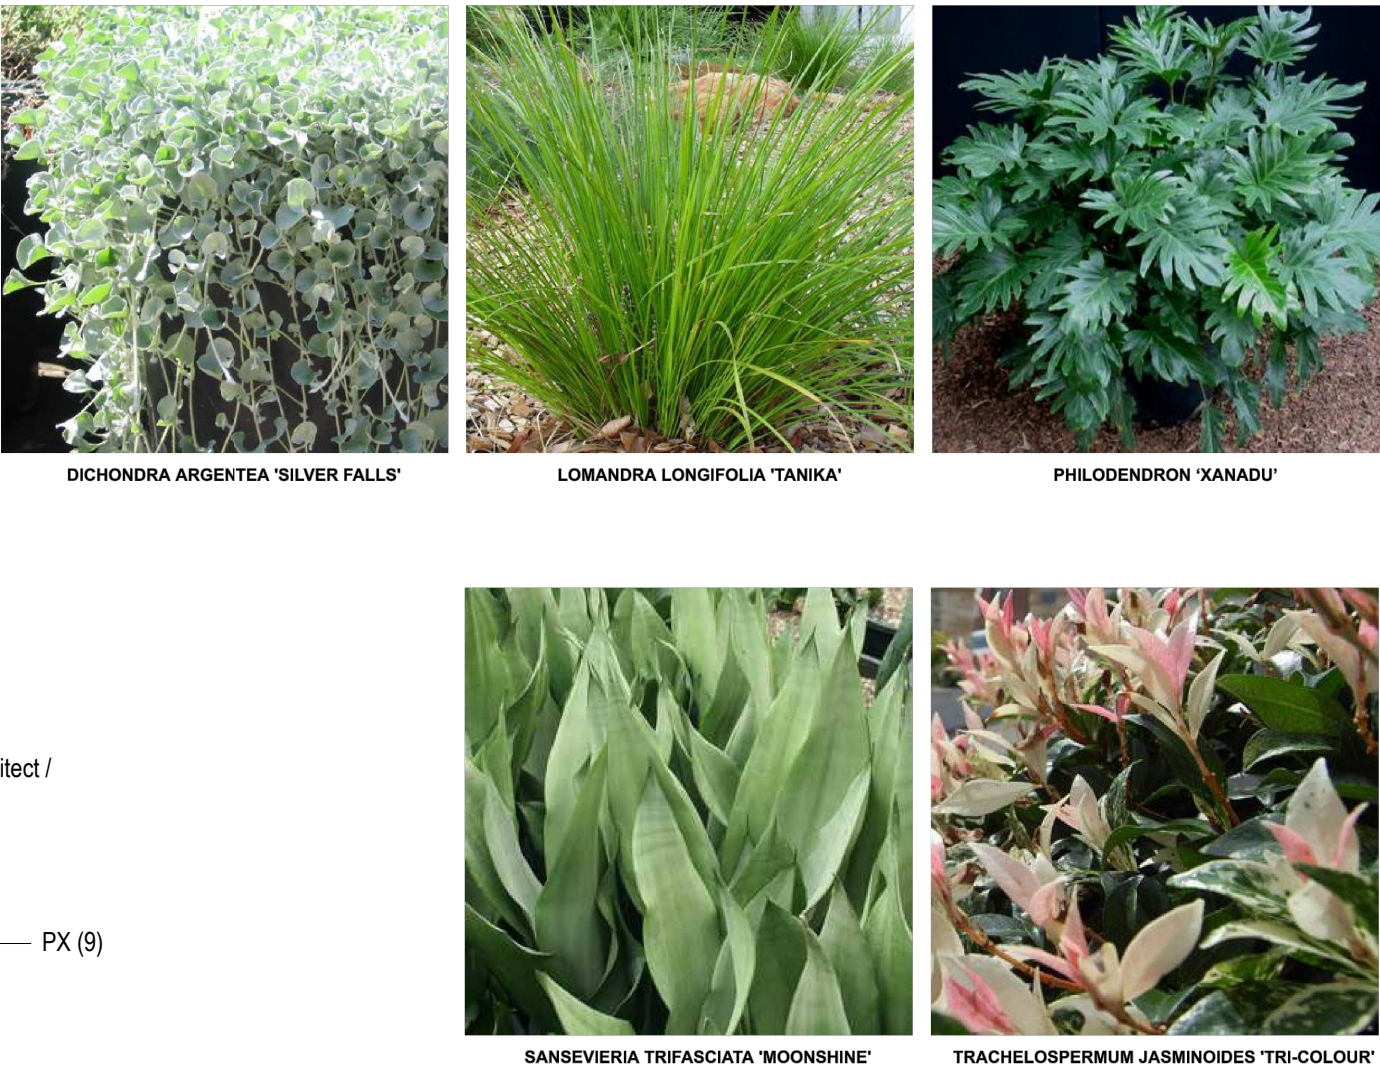 DICHONDRA ARGENTEA 'SILVER FALLS'
LOMANDRA LONGIFOLIA 'TANIKA'
PHILODENDRON ‘XANADU’
itect /
PX (9)
SANSEVIERIA TRIFASCIATA 'MOONSHINE'
TRACHELOSPERMUM JASMINOIDES 'TRI-COLOUR'